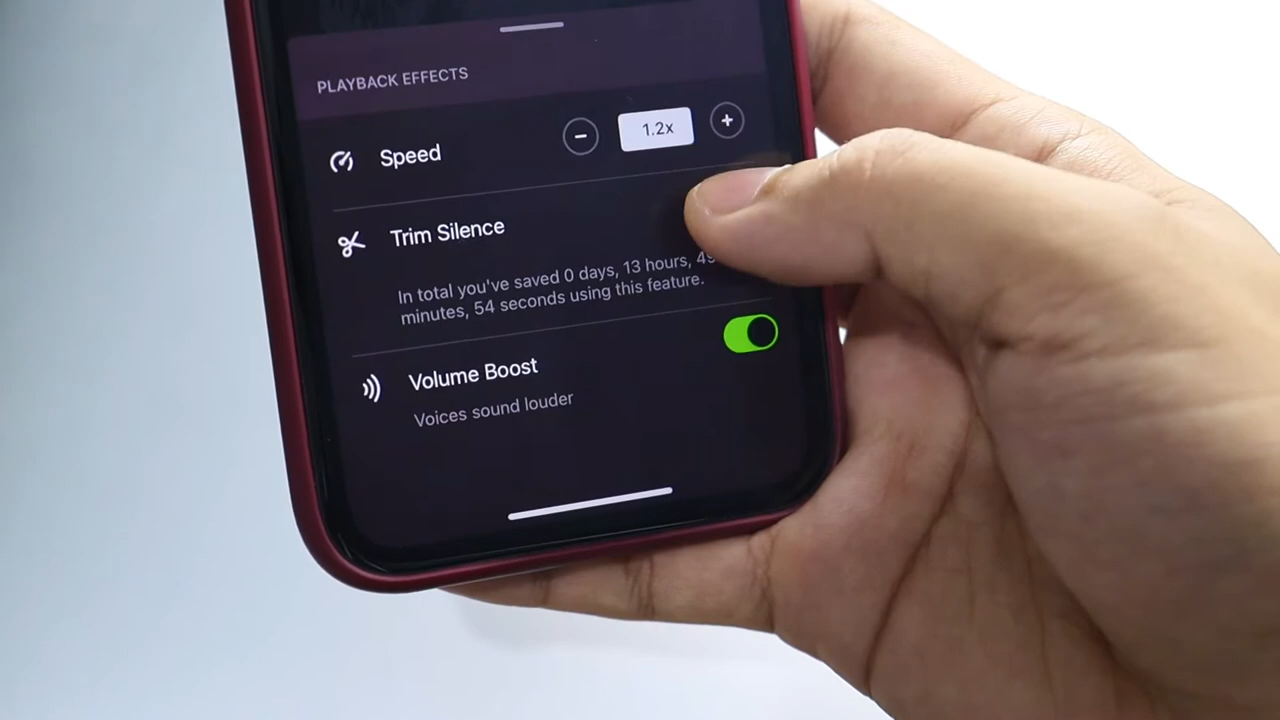 PLAYBACK EFFECTS
Speed
1.2x
Trim Silence
In total you've saved 0 days, 13 hours,
minutes, 54 seconds using this feature.
Volume Boost
Voices sound louder